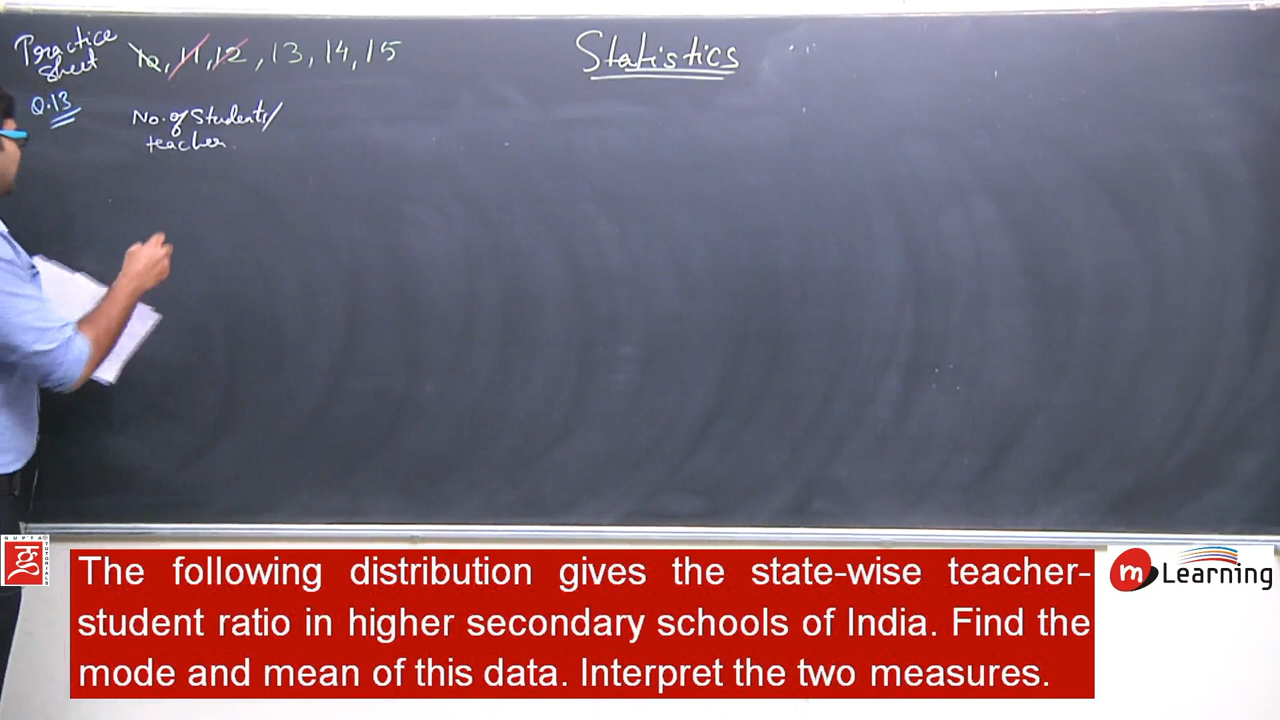 Practice Sheet
10, 11, 12, 13, 14, 15
Statistics
Q.13
No. of Students/
teacher
GUPTA TUTORIALS
The following distribution gives the state-wise teacher-
student ratio in higher secondary schools of India. Find the
mode and mean of this data. Interpret the two measures.
m Learning